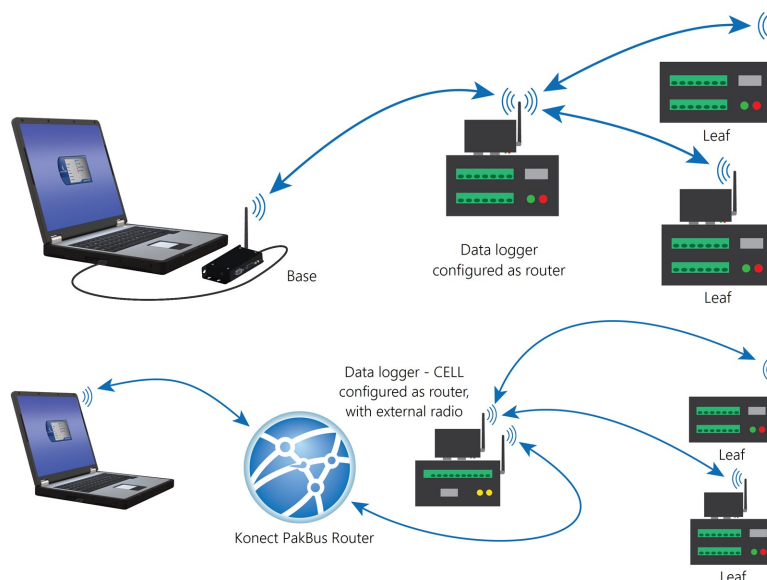 Leaf
Base
Data logger
configured as router
Leaf
Data logger - CELL
configured as router,
with external radio
Leaf
Konect PakBus Router
Leaf